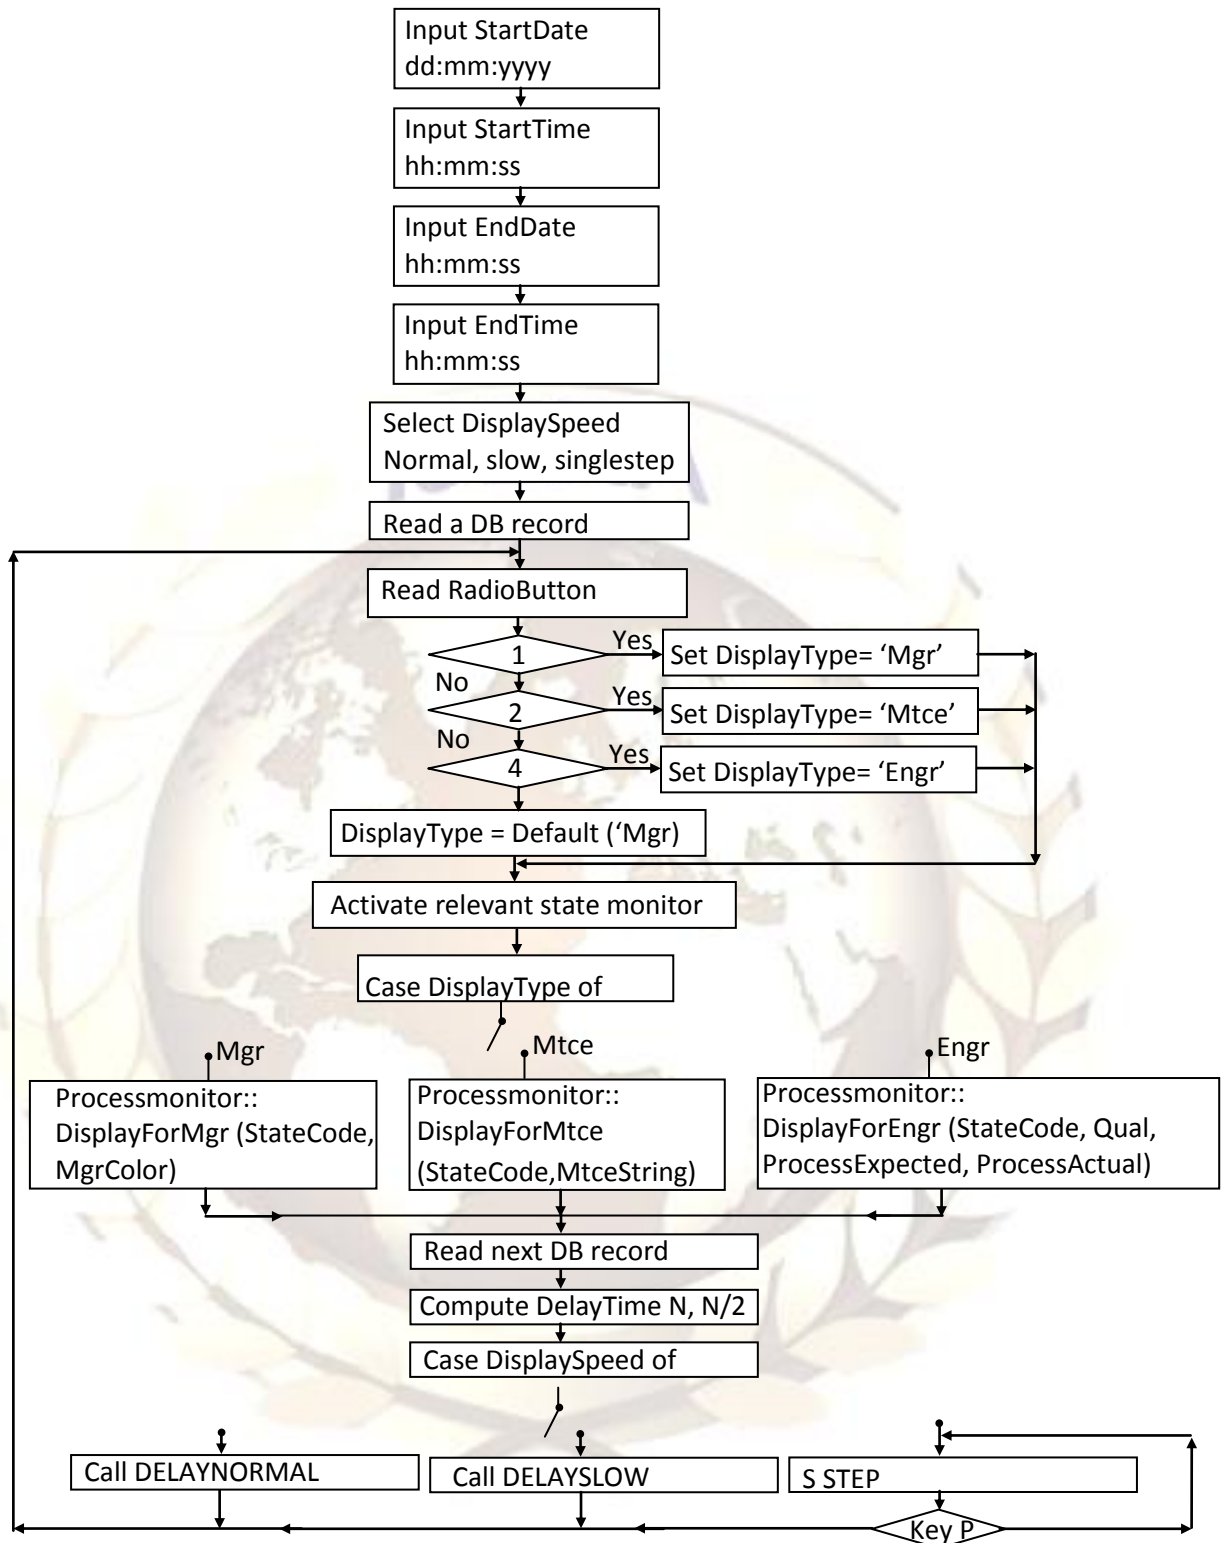 Input StartDate
dd:mm:yyyy
Input StartTime
hh:mm:ss
Input EndDate
hh:mm:ss
Input EndTime
hh:mm:ss
Select DisplaySpeed
Normal, slow, singlestep
Read a DB record
Read RadioButton
1
Yes
Set DisplayType= ‘Mgr’
No
2
Yes
Set DisplayType= ‘Mtce’
No
4
Yes
Set DisplayType= ‘Engr’
DisplayType = Default (‘Mgr)
Activate relevant state monitor
Case DisplayType of
Mgr
Mtce
Engr
Processmonitor::
DisplayForMgr (StateCode,
MgrColor)
Processmonitor::
DisplayForMtce
(StateCode,MtceString)
Processmonitor::
DisplayForEngr (StateCode, Qual,
ProcessExpected, ProcessActual)
Read next DB record
Compute DelayTime N, N/2
Case DisplaySpeed of
Call DELAYNORMAL
Call DELAYSLOW
S STEP
Key P